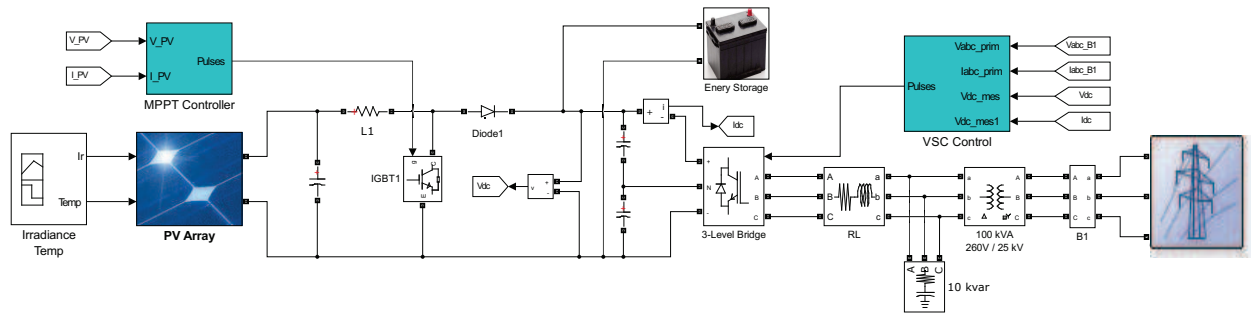 V_PV
I_PV
V_PV
I_PV
Pulses
MPPT Controller
Ir
Temp
Irradiance
Temp
PV Array
L1
g
C
E
IGBT1
Diode1
Vdc
v
+
-
Enery Storage
+
i
-
Idc
+
N
-
A
B
C
3-Level Bridge
Pulses
Vabc_prim
Iabc_prim
Vdc_mes
Vdc_mes1
VSC Control
Vabc_B1
Iabc_B1
Vdc
Idc
A
B
C
a
b
c
RL
A
B
C
10 kvar
a
b
c
A
B
C
100 kVA
260V / 25 kV
A
B
C
a
b
c
B1